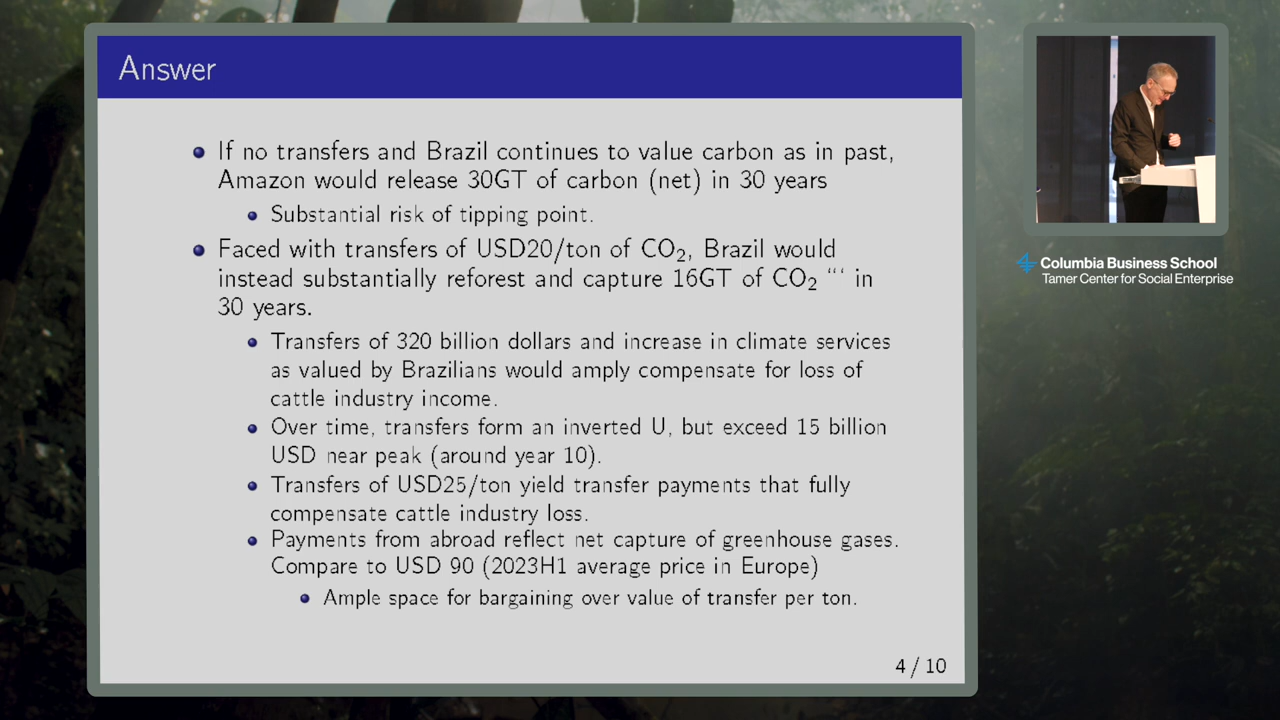 Answer
If no transfers and Brazil continues to value carbon as in past,
Amazon would release 30GT of carbon (net) in 30 years
Substantial risk of tipping point.
Faced with transfers of USD20/ton of CO₂, Brazil would
instead substantially reforest and capture 16GT of CO₂ “‘ in
30 years.
Transfers of 320 billion dollars and increase in climate services
as valued by Brazilians would amply compensate for loss of
cattle industry income.
Over time, transfers form an inverted U, but exceed 15 billion
USD near peak (around year 10).
Transfers of USD25/ton yield transfer payments that fully
compensate cattle industry loss.
Payments from abroad reflect net capture of greenhouse gases.
Compare to USD 90 (2023H1 average price in Europe)
Ample space for bargaining over value of transfer per ton.
4 / 10
Columbia Business School
Tamer Center for Social Enterprise